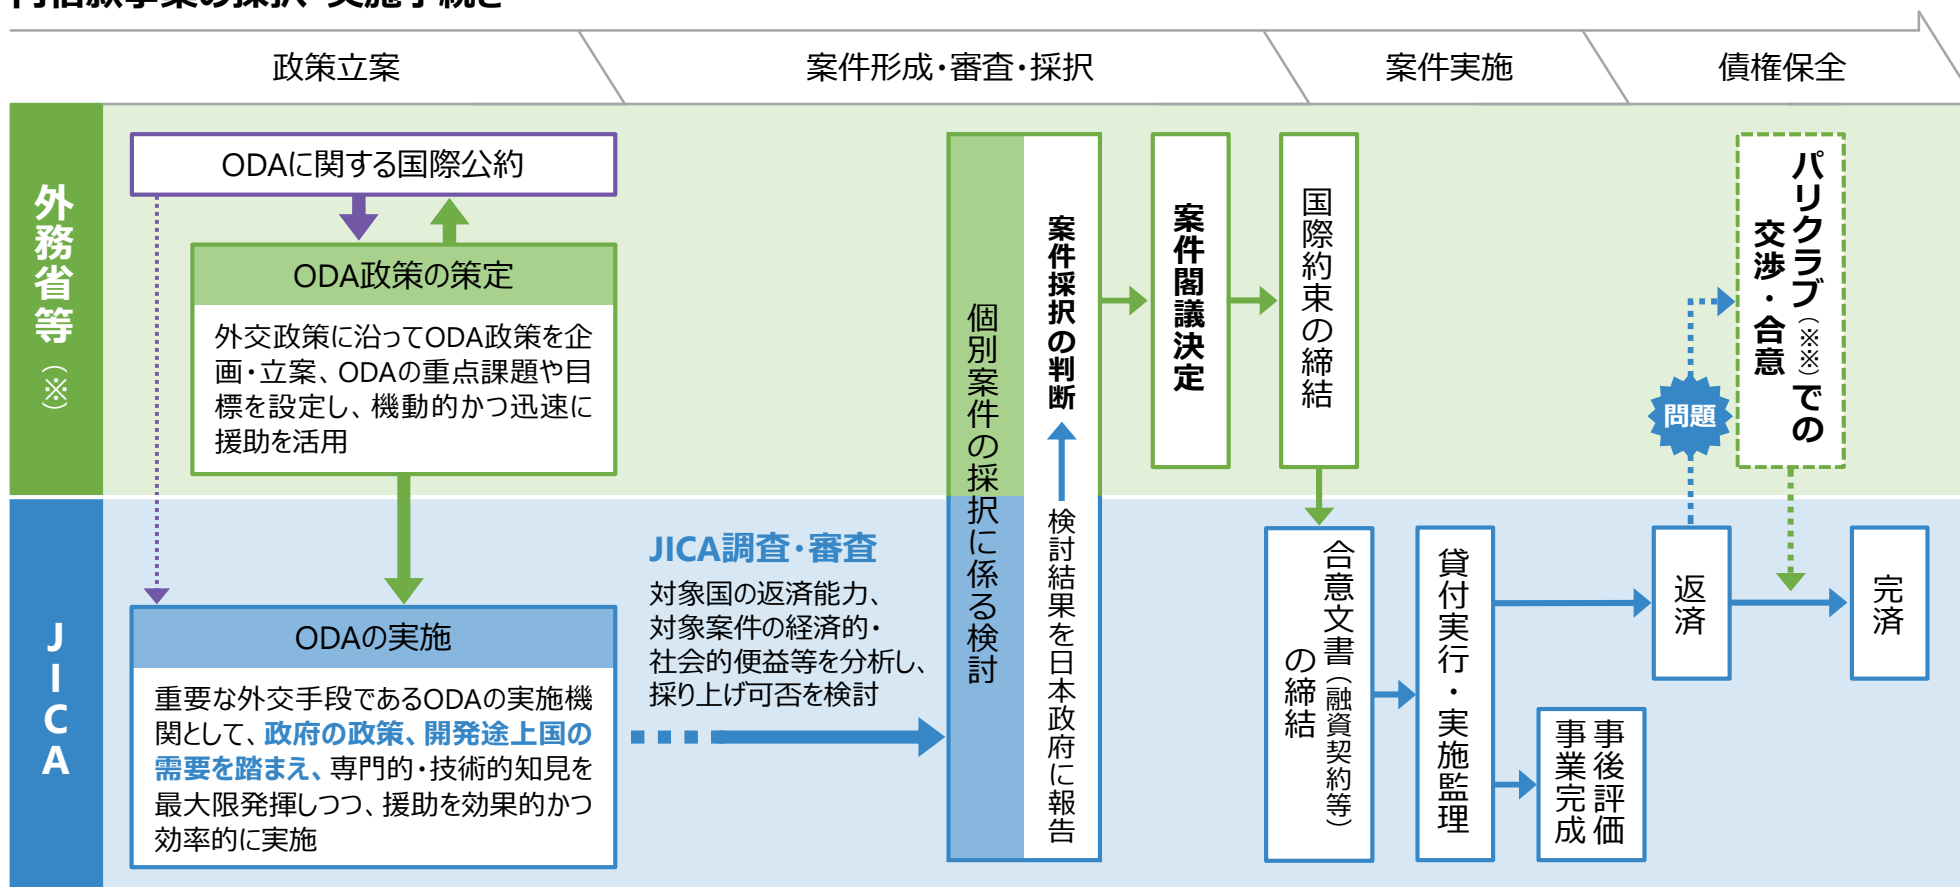 円借款事業の採択・実施手続き
政策立案
案件形成・審査・採択
案件実施
債権保全
外務省等(※)
ODAに関する国際公約
ODA政策の策定
外交政策に沿ってODA政策を企
画・立案、ODAの重点課題や目
標を設定し、機動的かつ迅速に
援助を活用
個別案件の採択に係る検討
案件採択の判断
検討結果を日本政府に報告
案件閣議決定
国際約束の締結
パリクラブ(※※)での
交渉・合意
問題
JICA
ODAの実施
重要な外交手段であるODAの実施機
関として、政府の政策、開発途上国の
需要を踏まえ、専門的・技術的知見を
最大限発揮しつつ、援助を効果的かつ
効率的に実施
JICA調査・審査
対象国の返済能力、
対象案件の経済的・
社会的便益等を分析し、
採り上げ可否を検討
合意文書(融資契約等)
の締結
貸付実行・実施監理
事後評価
事業完成
返済
完済